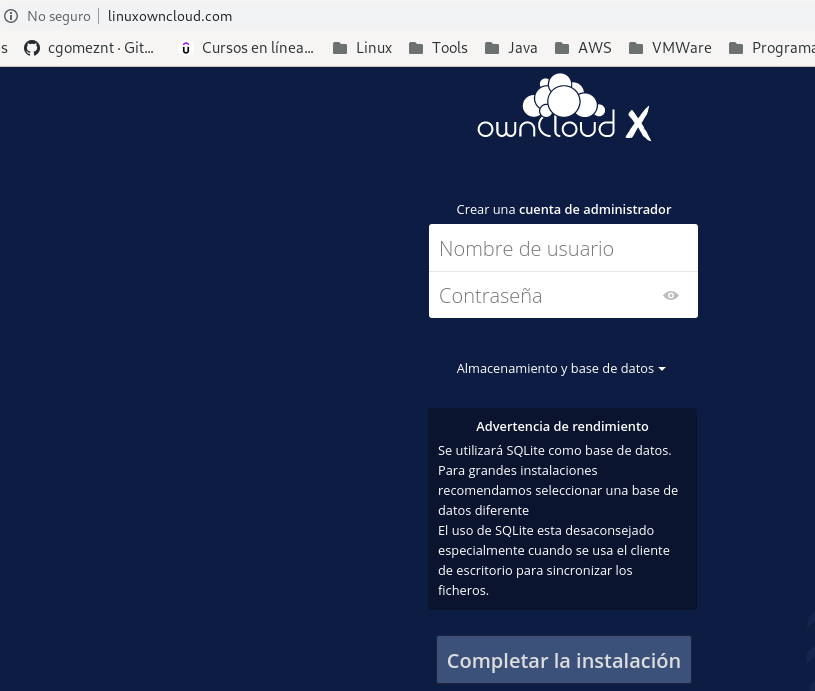 No seguro | linuxowncloud.com
s cgomeznt · Git... Cursos en línea... Linux Tools Java AWS VMWare Programa
ownCloud X
Crear una cuenta de administrador
Nombre de usuario
Contraseña
Almacenamiento y base de datos
Advertencia de rendimiento
Se utilizará SQLite como base de datos.
Para grandes instalaciones
recomendamos seleccionar una base de
datos diferente
El uso de SQLite esta desaconsejado
especialmente cuando se usa el cliente
de escritorio para sincronizar los
ficheros.
Completar la instalación